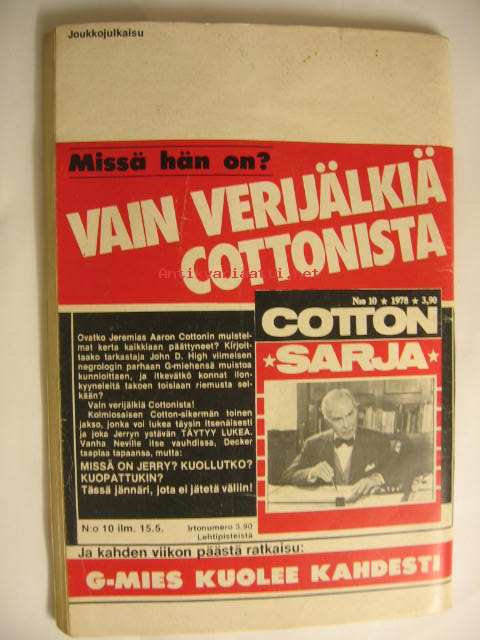 Joukkojulkaisu
Missä hän on?
VAIN VERIJÄLKIÄ
COTTONISTA
Antikvariaatti.net
N:o 10 ★ 1978 ★ 3,90
COTTON
★SARJA★
Ovatko Jeremias Aaron Cottonin muistel-
mat kerta kaikkiaan päättyneet? Kirjoit-
taako tarkastaja John D. High viimeisen
negrologin parhaan G-miehensä muistoa
kunnioittaen, ja itkevätkö konnat ilon-
kyyneleitä takoen toisiaan riemusta sel-
kään?
Vain verijälkiä Cottonista!
Kolmiosaisen Cotton-sikermän toinen
jakso, jonka voi lukea täysin itsenäisesti
ja joka Jerryn ystävän TÄYTYY LUKEA.
Vanha Neville itse vauhdissa, Decker
taaplaa tapaansa, mutta:
MISSÄ ON JERRY? KUOLLUTKO?
KUOPATTUKIN?
Tässä jännäri, jota ei jätetä väliin!
N:o 10 ilm. 15.5.
Irtonumero 3.90
Lehtipisteistä
Ja kahden viikon päästä ratkaisu:
G-MIES KUOLEE KAHDESTI